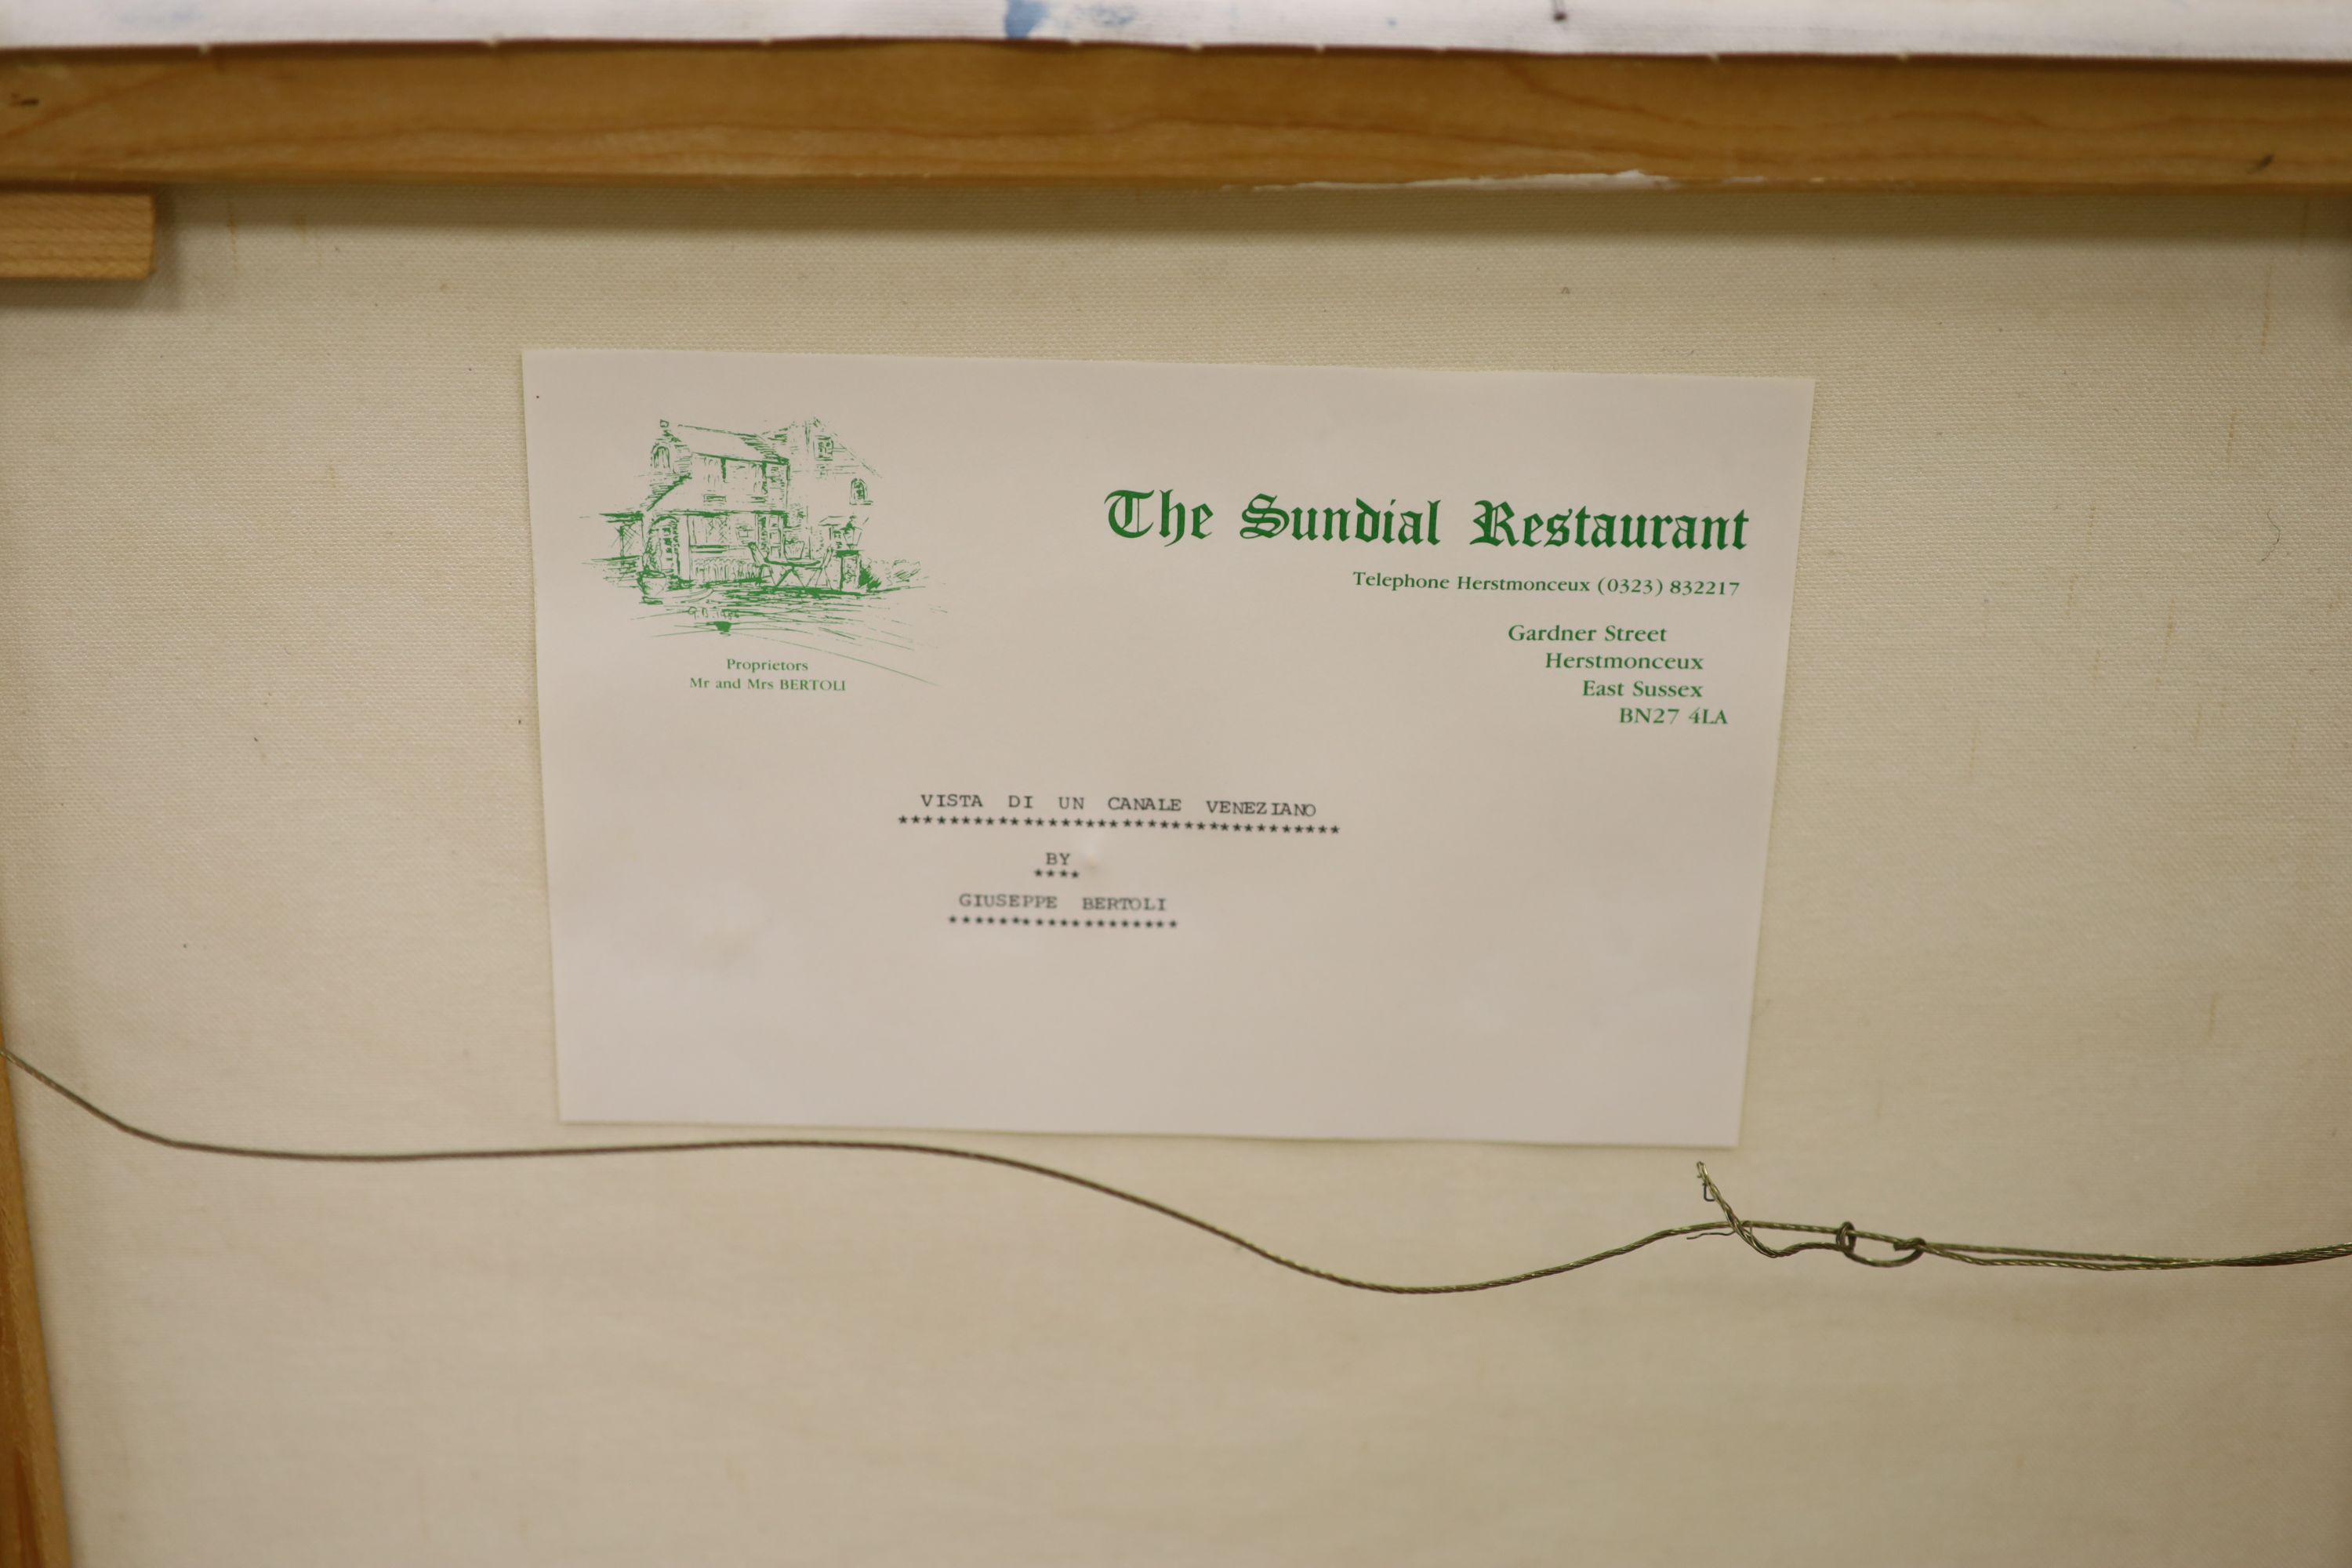 The Sundial Restaurant
Telephone Herstmonceux (0323) 832217
Gardner Street
Herstmonceux
East Sussex
BN27 4LA
Proprietors
Mr and Mrs BERTOLI
VISTA DI UN CANALE VENEZIANO
************************************
BY
****
GIUSEPPE BERTOLI
*******************